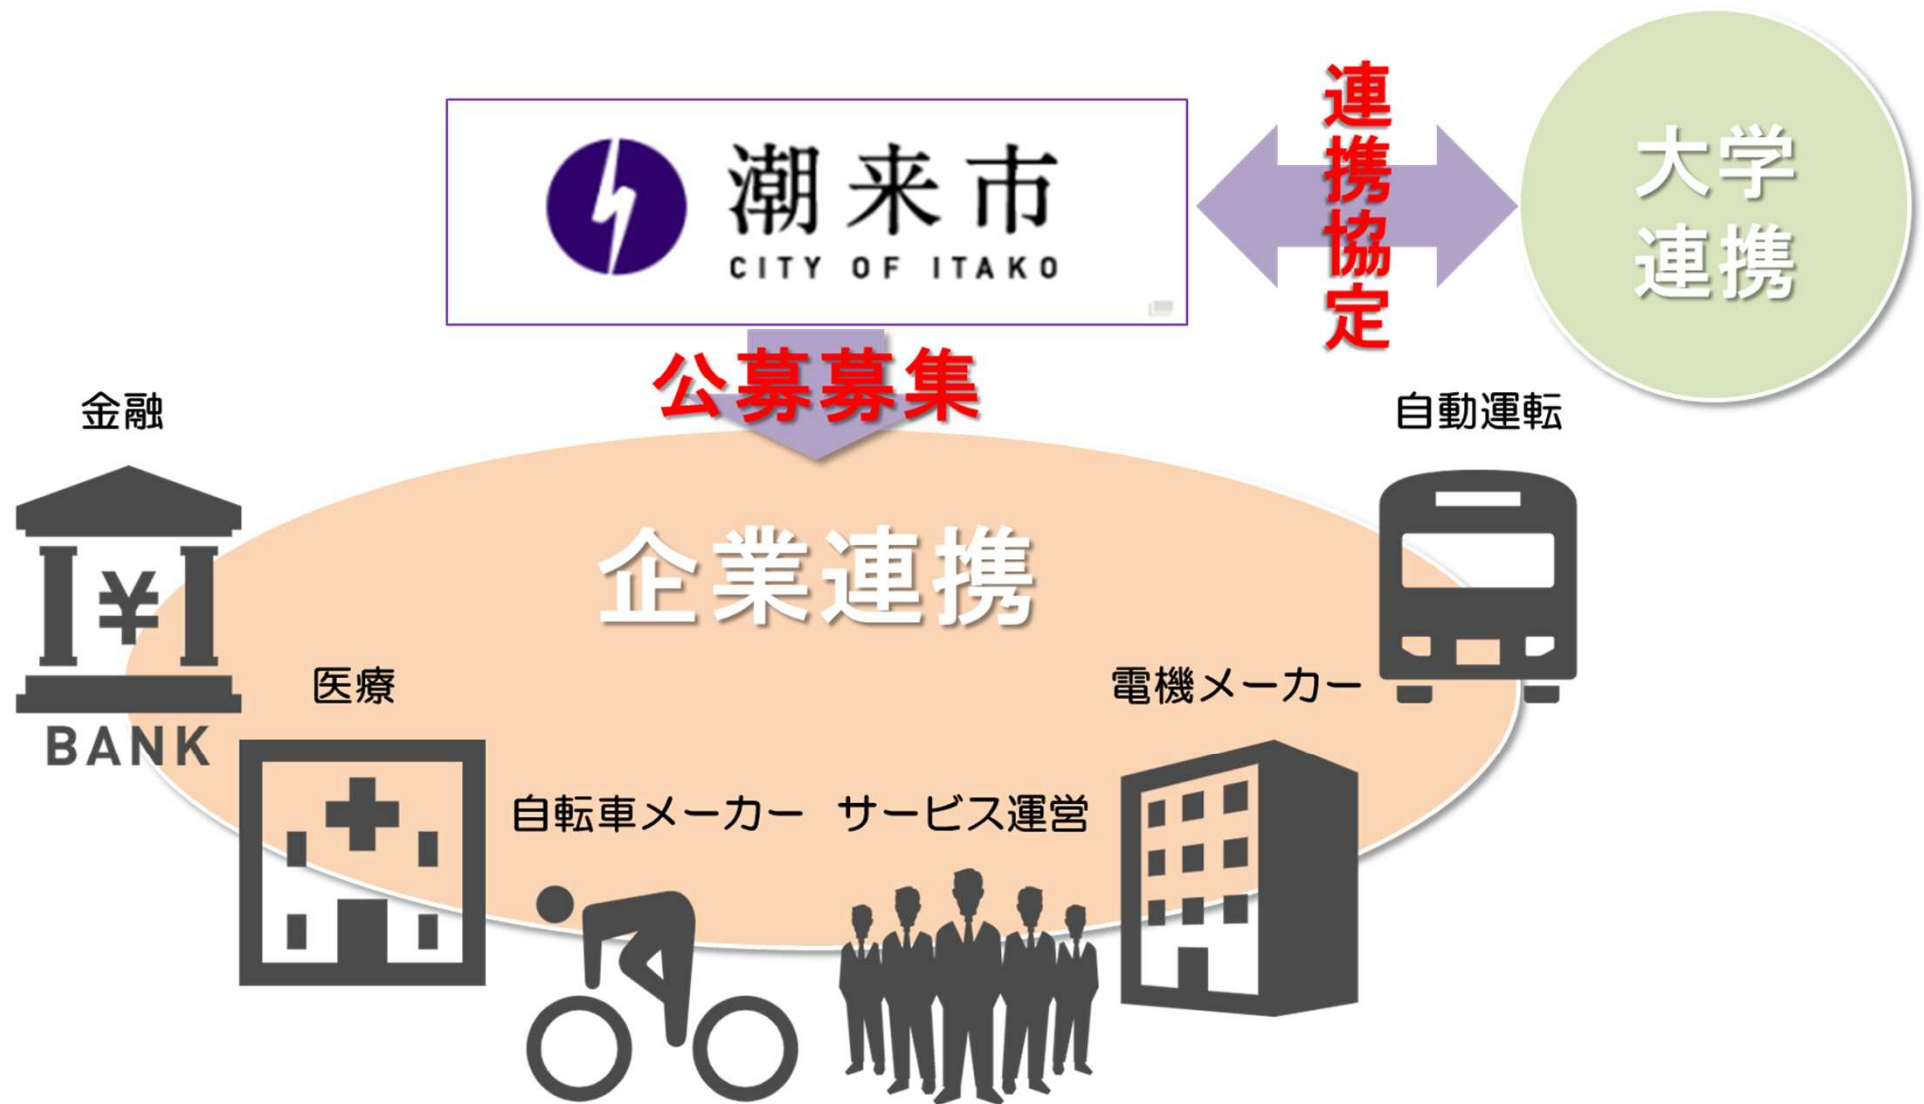 潮来市
CITY OF ITAKO
連携協定
大学
連携
公募募集
金融
自動運転
企業連携
¥
BANK
医療
電機メーカー
自転車メーカー
サービス運営